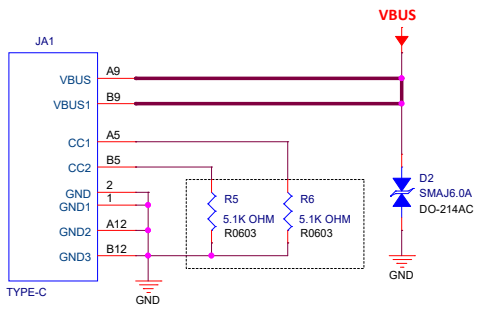 VBUS
JA1
VBUS A9
VBUS1 B9
CC1 A5
CC2 B5
GND 2
GND1 1
GND2 A12
GND3 B12
TYPE-C
R5
5.1K OHM
R0603
R6
5.1K OHM
R0603
GND
D2
SMAJ6.0A
DO-214AC
GND